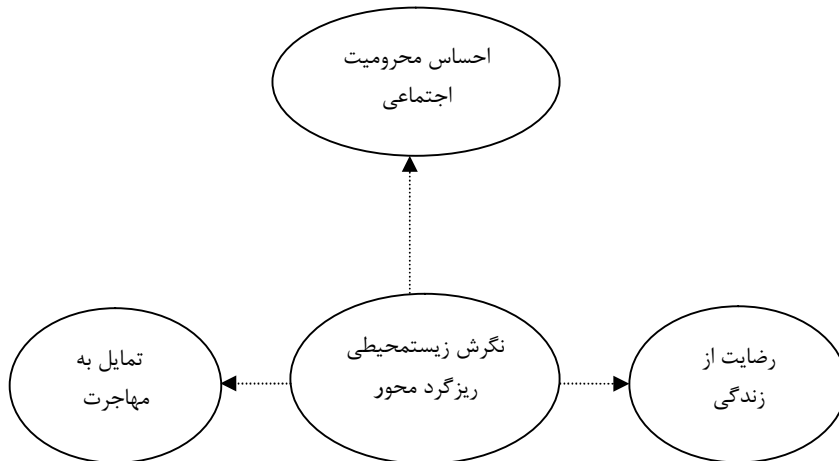 احساس محرومیت
اجتماعی
رضایت از
زندگی
نگرش زیستمحیطی
ریزگرد محور
تمایل به
مهاجرت